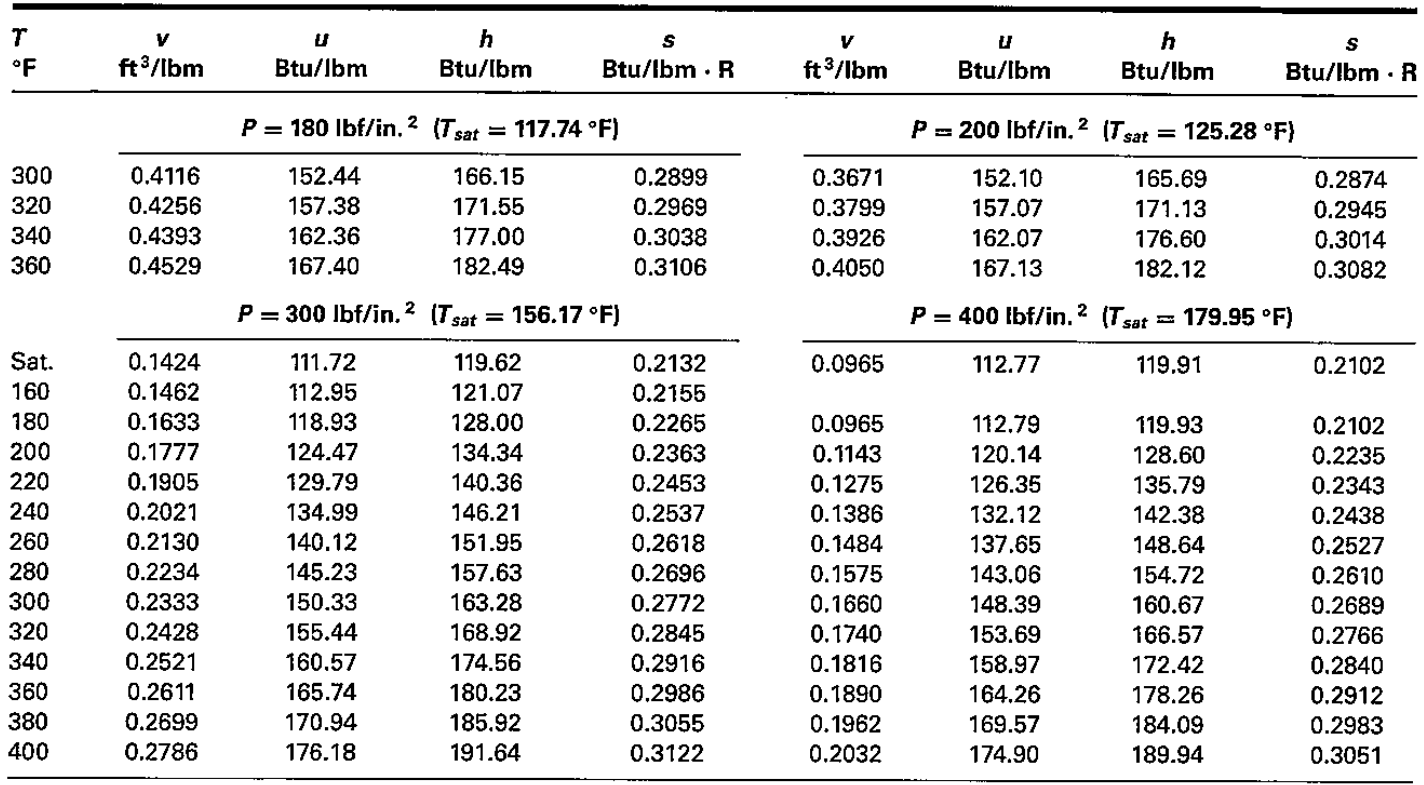 T v u h s v u h s
°F ft³/lbm Btu/lbm Btu/lbm Btu/lbm · R ft³/lbm Btu/lbm Btu/lbm Btu/lbm · R
P = 180 lbf/in.² (Tsat = 117.74 °F) P = 200 lbf/in.² (Tsat = 125.28 °F)
300 0.4116 152.44 166.15 0.2899 0.3671 152.10 165.69 0.2874
320 0.4256 157.38 171.55 0.2969 0.3799 157.07 171.13 0.2945
340 0.4393 162.36 177.00 0.3038 0.3926 162.07 176.60 0.3014
360 0.4529 167.40 182.49 0.3106 0.4050 167.13 182.12 0.3082
P = 300 lbf/in.² (Tsat = 156.17 °F) P = 400 lbf/in.² (Tsat = 179.95 °F)
Sat. 0.1424 111.72 119.62 0.2132 0.0965 112.77 119.91 0.2102
160 0.1462 112.95 121.07 0.2155
180 0.1633 118.93 128.00 0.2265 0.0965 112.79 119.93 0.2102
200 0.1777 124.47 134.34 0.2363 0.1143 120.14 128.60 0.2235
220 0.1905 129.79 140.36 0.2453 0.1275 126.35 135.79 0.2343
240 0.2021 134.99 146.21 0.2537 0.1386 132.12 142.38 0.2438
260 0.2130 140.12 151.95 0.2618 0.1484 137.65 148.64 0.2527
280 0.2234 145.23 157.63 0.2696 0.1575 143.06 154.72 0.2610
300 0.2333 150.33 163.28 0.2772 0.1660 148.39 160.67 0.2689
320 0.2428 155.44 168.92 0.2845 0.1740 153.69 166.57 0.2766
340 0.2521 160.57 174.56 0.2916 0.1816 158.97 172.42 0.2840
360 0.2611 165.74 180.23 0.2986 0.1890 164.26 178.26 0.2912
380 0.2699 170.94 185.92 0.3055 0.1962 169.57 184.09 0.2983
400 0.2786 176.18 191.64 0.3122 0.2032 174.90 189.94 0.3051